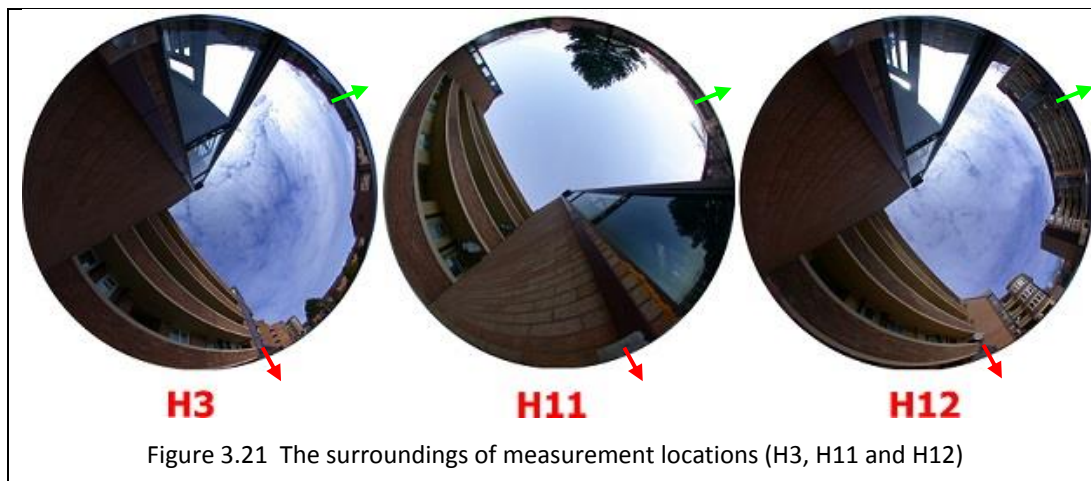 H3 H11 H12
Figure 3.21 The surroundings of measurement locations (H3, H11 and H12)